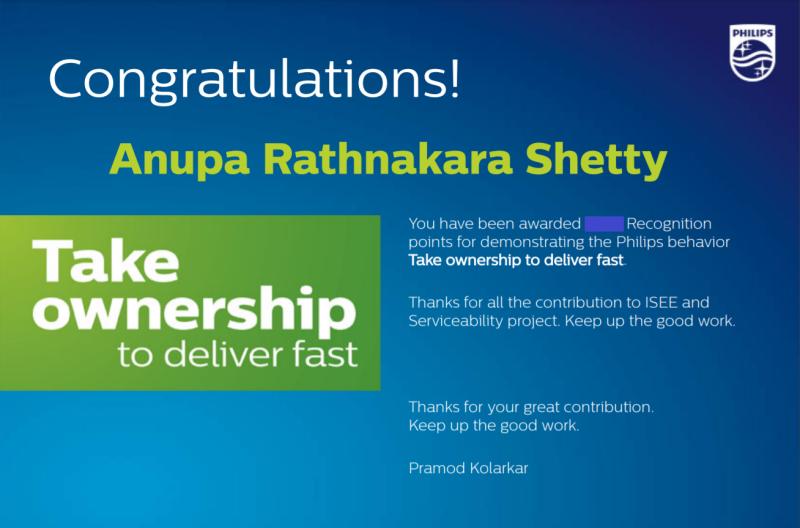 PHILIPS
Congratulations!
Anupa Rathnakara Shetty
Take
ownership
to deliver fast
You have been awarded Recognition
points for demonstrating the Philips behavior
Take ownership to deliver fast.
Thanks for all the contribution to ISEE and
Serviceability project. Keep up the good work.
Thanks for your great contribution.
Keep up the good work.
Pramod Kolarkar